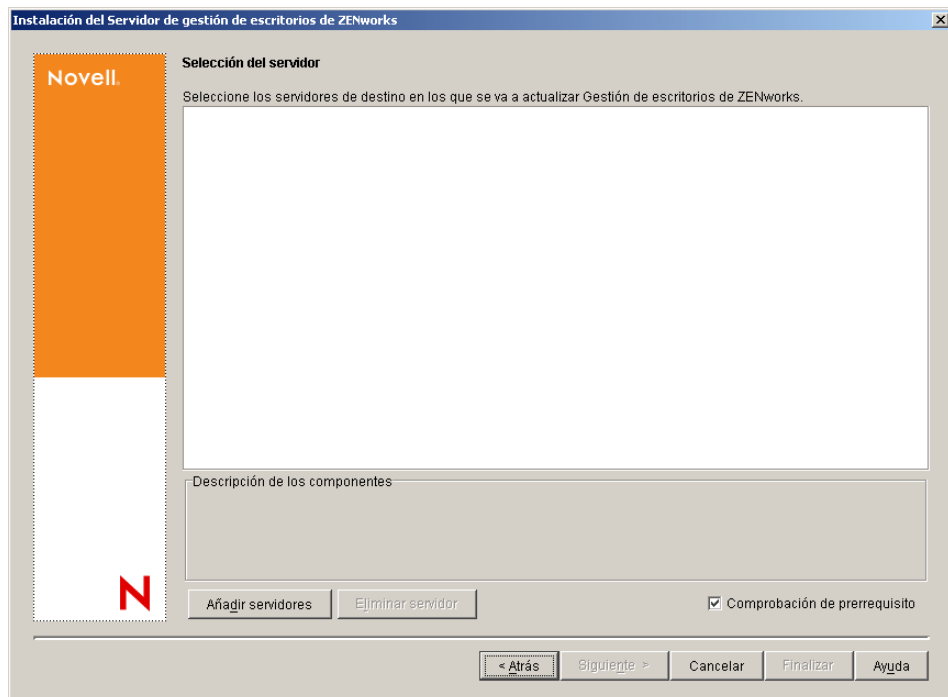 Instalación del Servidor de gestión de escritorios de ZENworks
Novell.
Selección del servidor
Seleccione los servidores de destino en los que se va a actualizar Gestión de escritorios de ZENworks.
Descripción de los componentes
N
Añadir servidores
Eliminar servidor
Comprobación de prerrequisito
< Atrás
Siguiente >
Cancelar
Finalizar
Ayuda